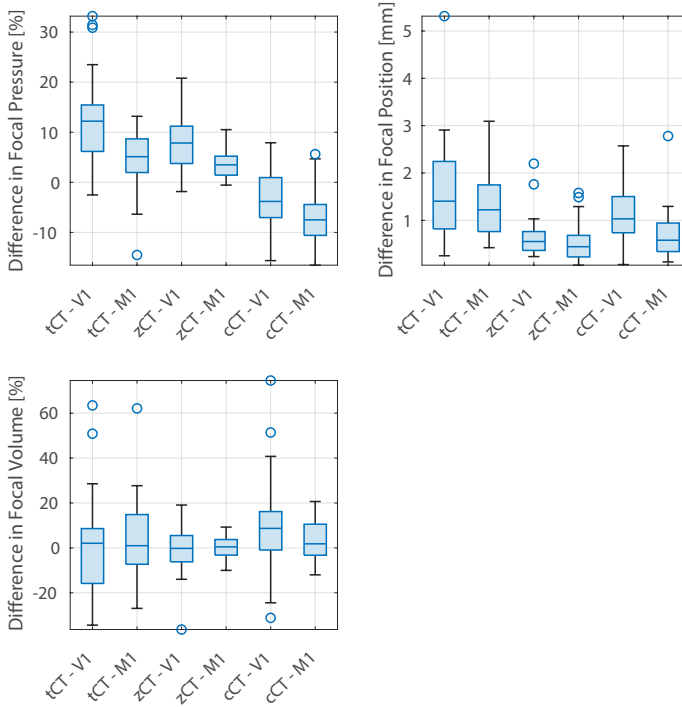 Difference in Focal Pressure [%]
30
20
10
0
-10
tCT - V1
tCT - M1
zCT - V1
zCT - M1
cCT - V1
cCT - M1
Difference in Focal Position [mm]
5
4
3
2
1
tCT - V1
tCT - M1
zCT - V1
zCT - M1
cCT - V1
cCT - M1
Difference in Focal Volume [%]
60
40
20
0
-20
tCT - V1
tCT - M1
zCT - V1
zCT - M1
cCT - V1
cCT - M1